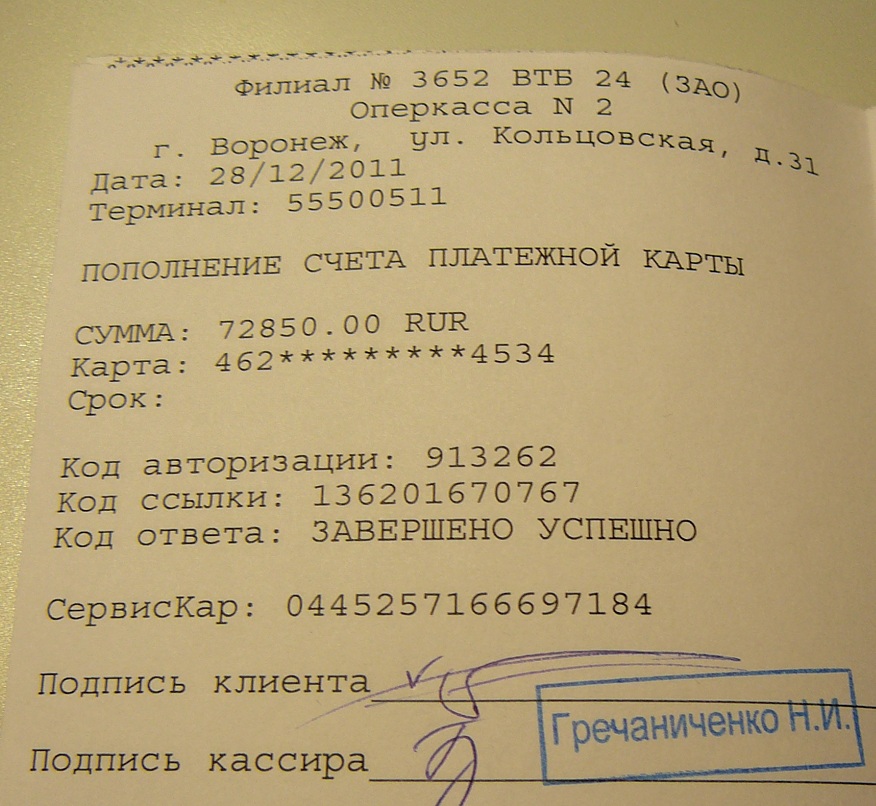 Филиал № 3652 ВТБ 24 (ЗАО)
Оперкасса N 2
г. Воронеж, ул. Кольцовская, д.31
Дата: 28/12/2011
Терминал: 55500511
ПОПОЛНЕНИЕ СЧЕТА ПЛАТЕЖНОЙ КАРТЫ
СУММА: 72850.00 RUR
Карта: 462*********4534
Срок:
Код авторизации: 913262
Код ссылки: 136201670767
Код ответа: ЗАВЕРШЕНО УСПЕШНО
СервисКар: 0445257166697184
Подпись клиента
Гречаниченко Н.И.
Подпись кассира